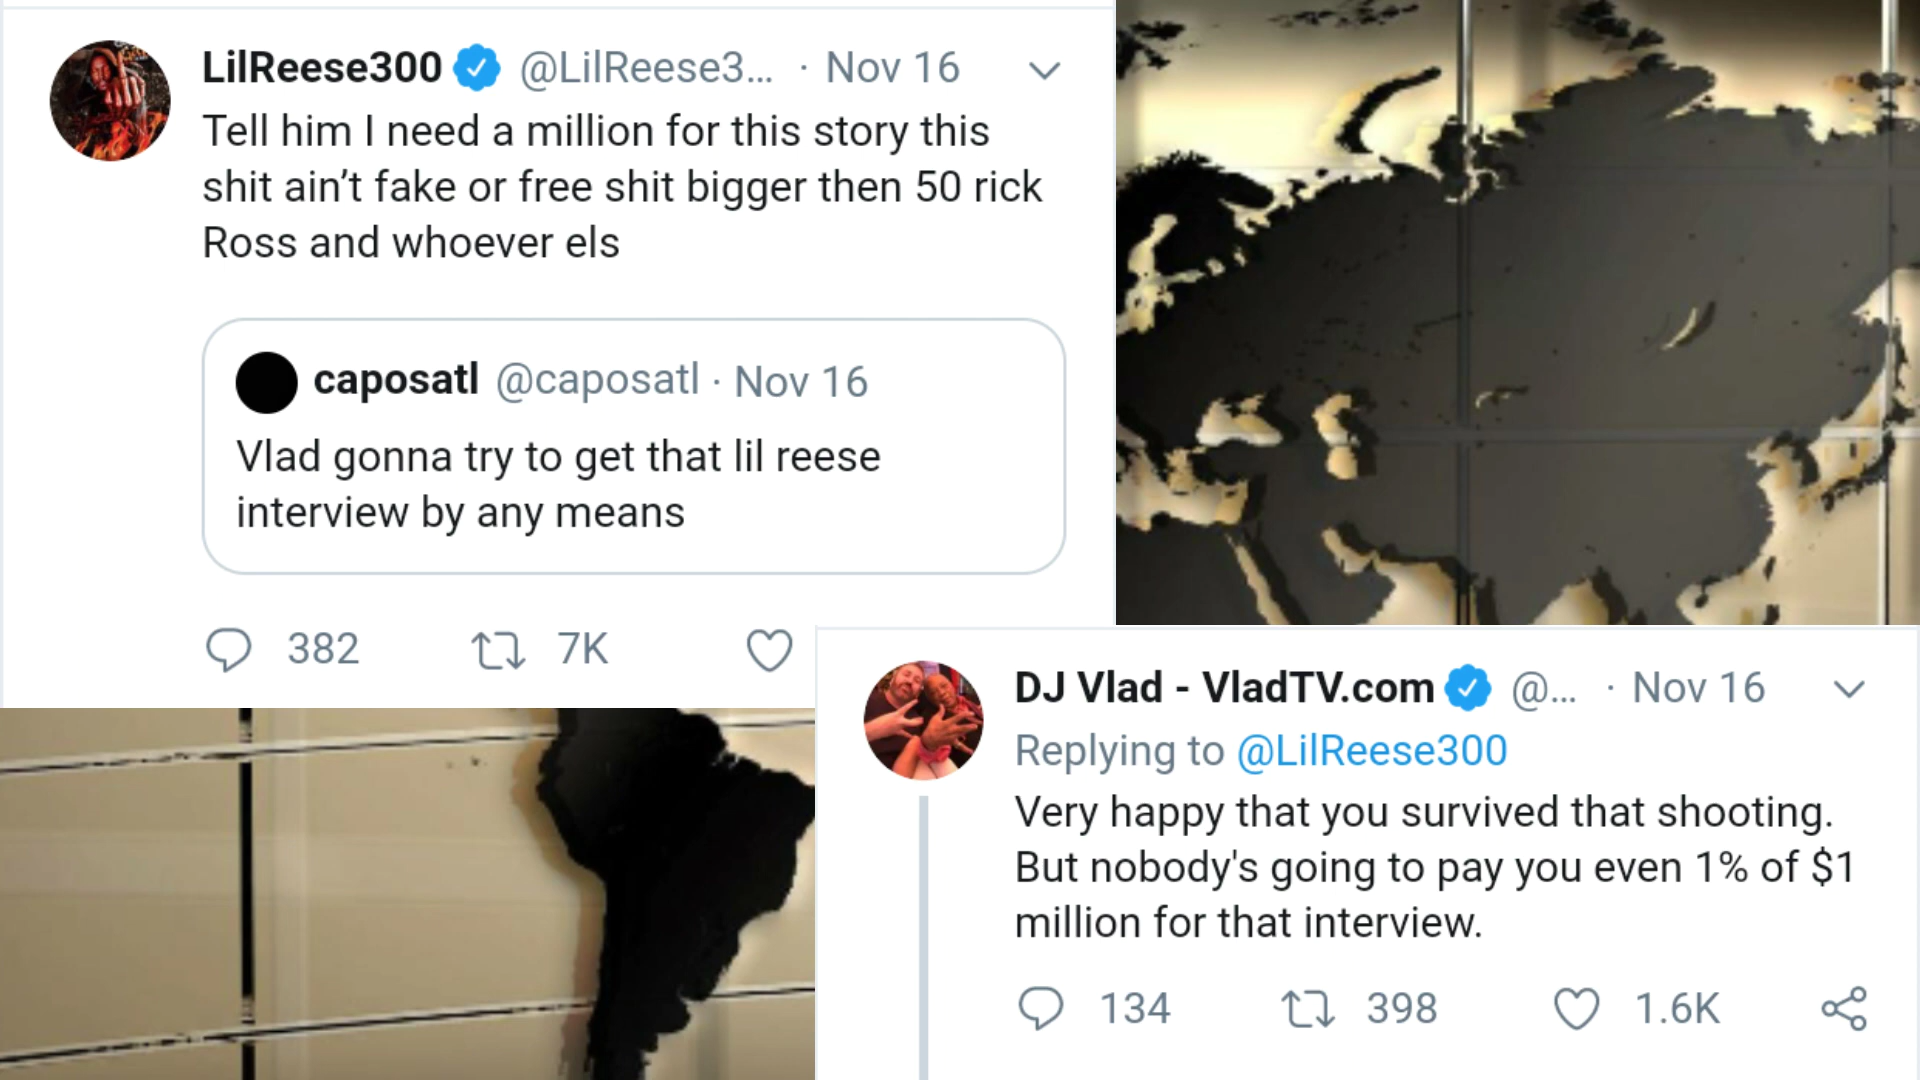 LilReese300 @LilReese3... · Nov 16
Tell him I need a million for this story this
shit ain’t fake or free shit bigger then 50 rick
Ross and whoever els
caposatl @caposatl · Nov 16
Vlad gonna try to get that lil reese
interview by any means
382 7K
DJ Vlad - VladTV.com @... · Nov 16
Replying to @LilReese300
Very happy that you survived that shooting.
But nobody's going to pay you even 1% of $1
million for that interview.
134 398 1.6K